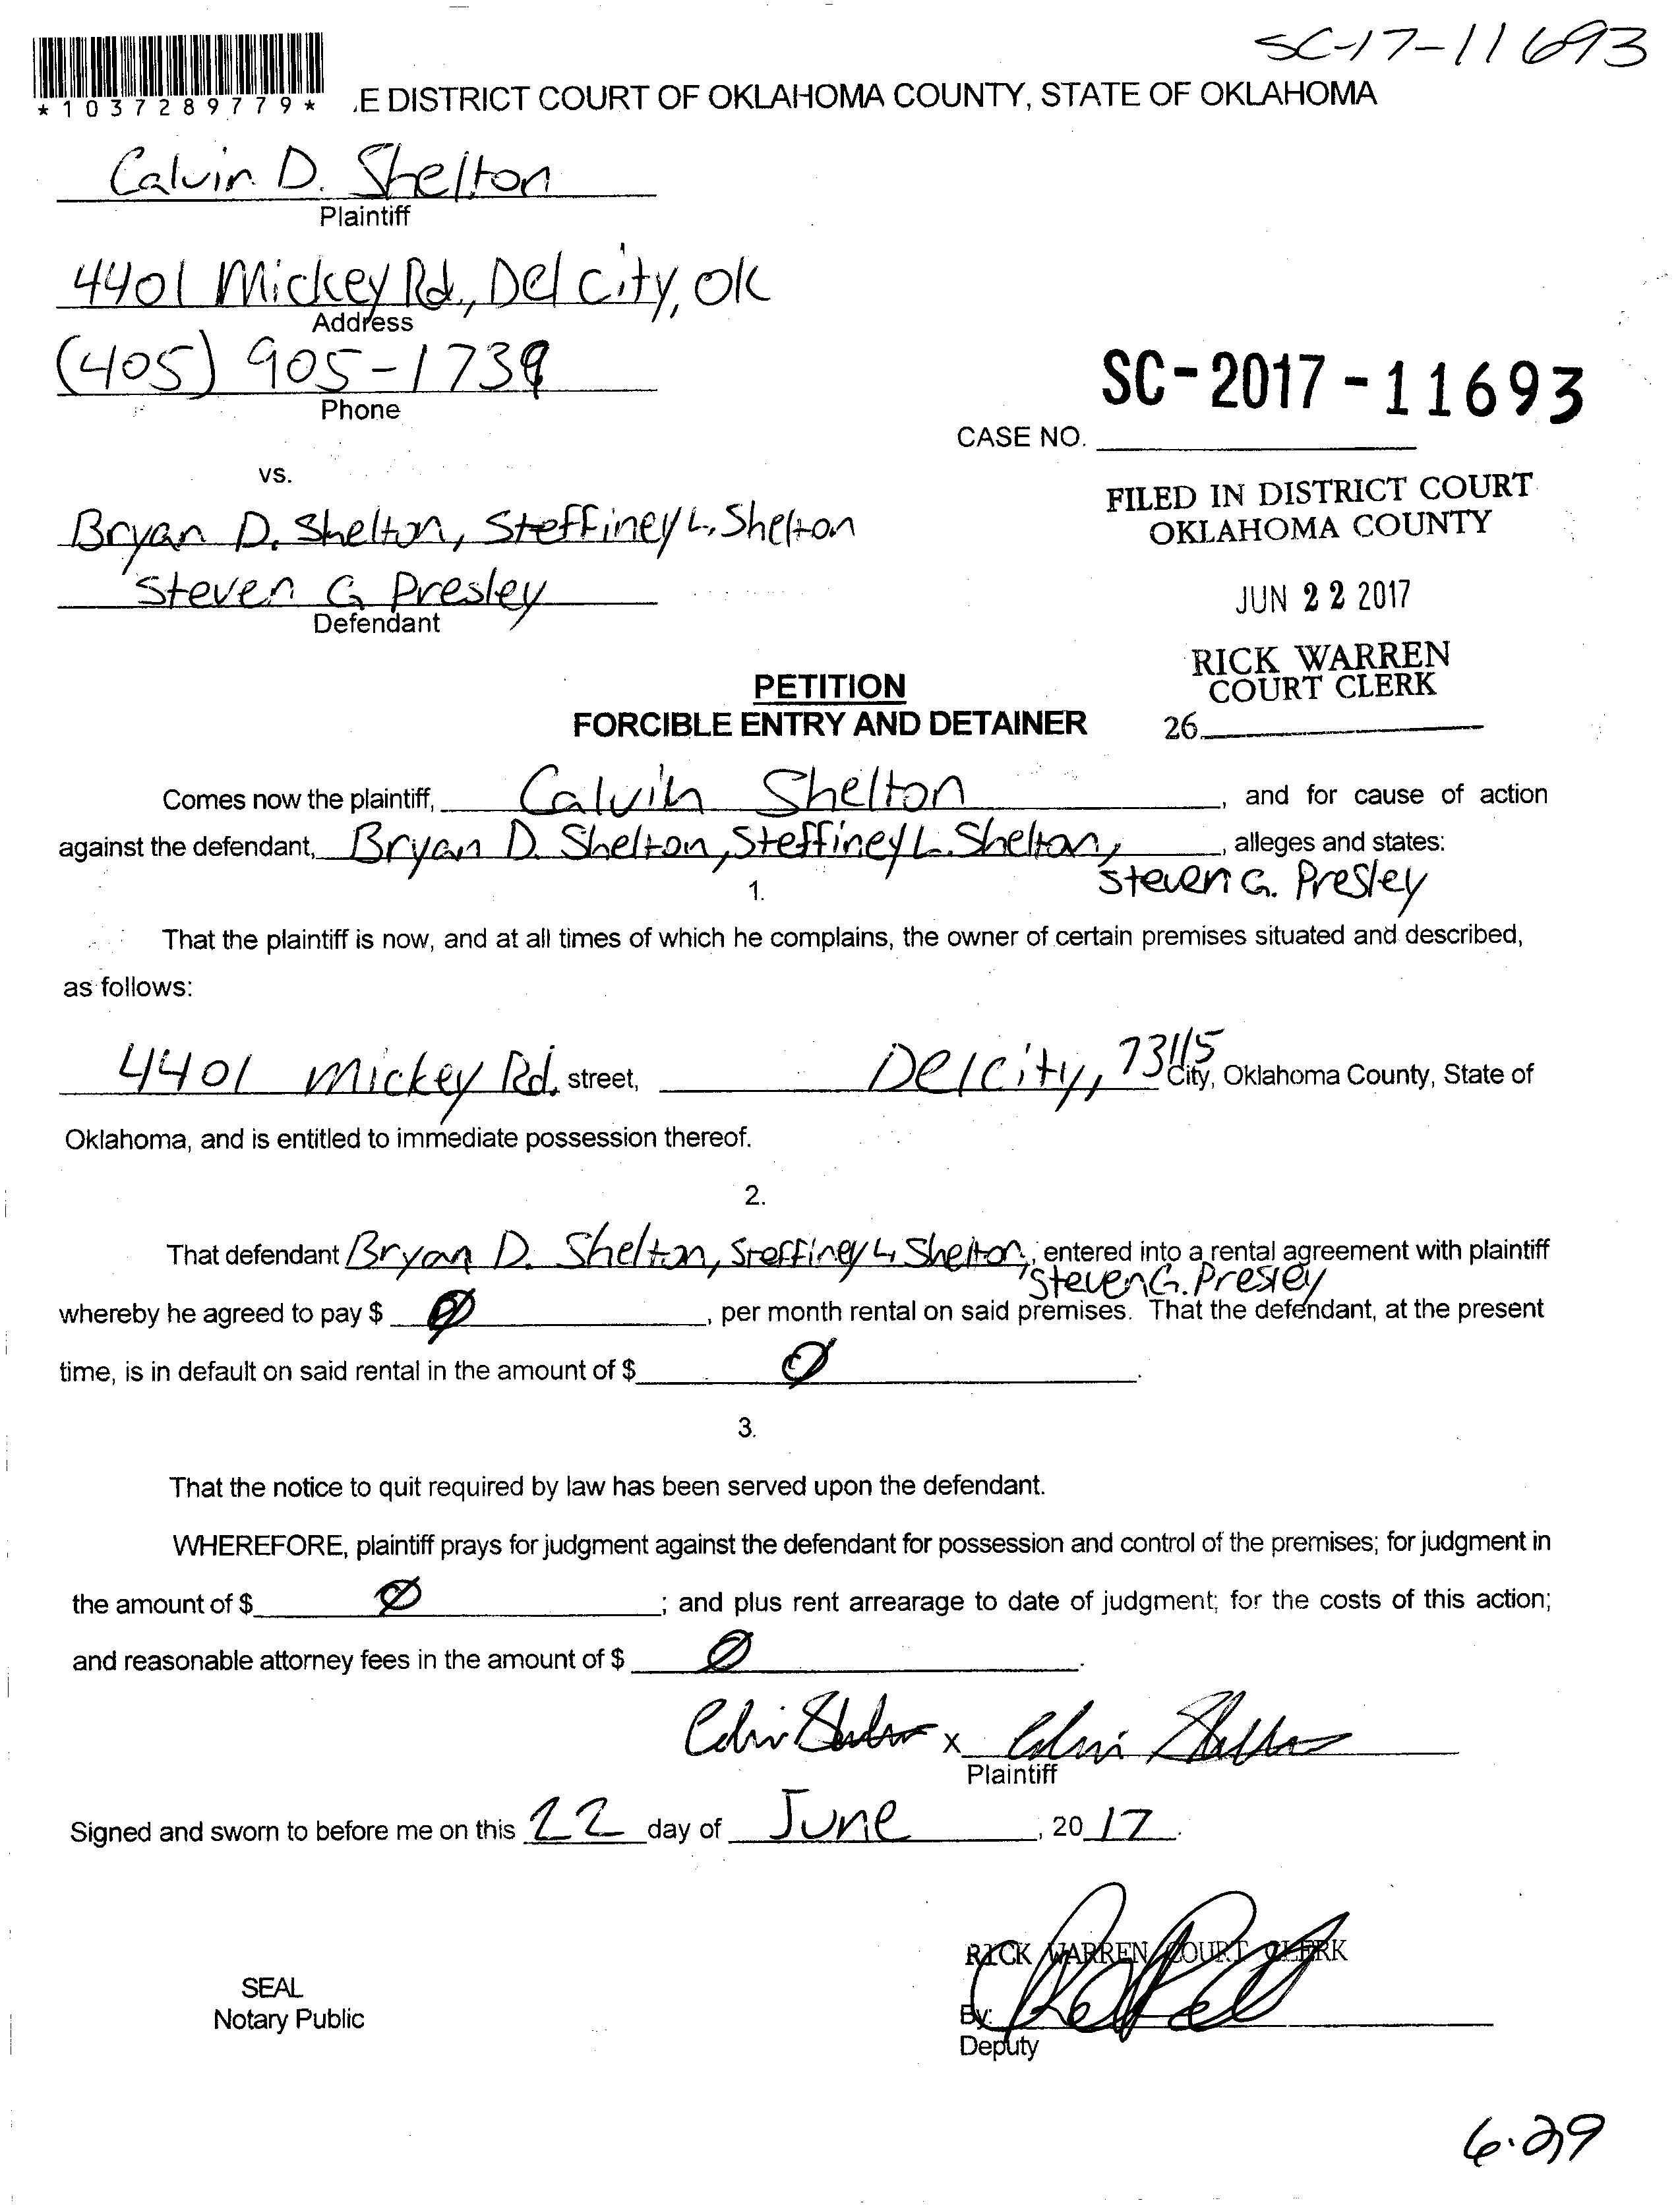 SC-17-11693
*1037289779*
.E DISTRICT COURT OF OKLAHOMA COUNTY, STATE OF OKLAHOMA
Calvin D. Shelton
Plaintiff
4401 Mickey Rd., Del City, OK
Address
(405) 905-1739
Phone
SC-2017-11693
CASE NO.
vs.
FILED IN DISTRICT COURT
OKLAHOMA COUNTY
Bryan D. Shelton, Steffiney L. Shelton
Steven G Presley
Defendant
JUN 22 2017
RICK WARREN
COURT CLERK
26
PETITION
FORCIBLE ENTRY AND DETAINER
Comes now the plaintiff, Calvin Shelton, and for cause of action
against the defendant, Bryan D. Shelton, Steffiney L. Shelton, , alleges and states:
Steven G. Presley
1.
That the plaintiff is now, and at all times of which he complains, the owner of certain premises situated and described,
as follows:
4401 Mickey Rd. street, Del City, 73115 City, Oklahoma County, State of
Oklahoma, and is entitled to immediate possession thereof.
2.
That defendant Bryan D. Shelton, Steffiney L, Shelton, entered into a rental agreement with plaintiff
Steven G. Presley
whereby he agreed to pay $ Ø, per month rental on said premises. That the defendant, at the present
time, is in default on said rental in the amount of $ Ø.
3.
That the notice to quit required by law has been served upon the defendant.
WHEREFORE, plaintiff prays for judgment against the defendant for possession and control of the premises; for judgment in
the amount of $ Ø; and plus rent arrearage to date of judgment; for the costs of this action;
and reasonable attorney fees in the amount of $ Ø.
Calvin Shelton x Calvin Shelton
Plaintiff
Signed and sworn to before me on this 22 day of June, 20 17.
RICK WARREN COURT CLERK
SEAL
Notary Public
By:
Deputy
6.29